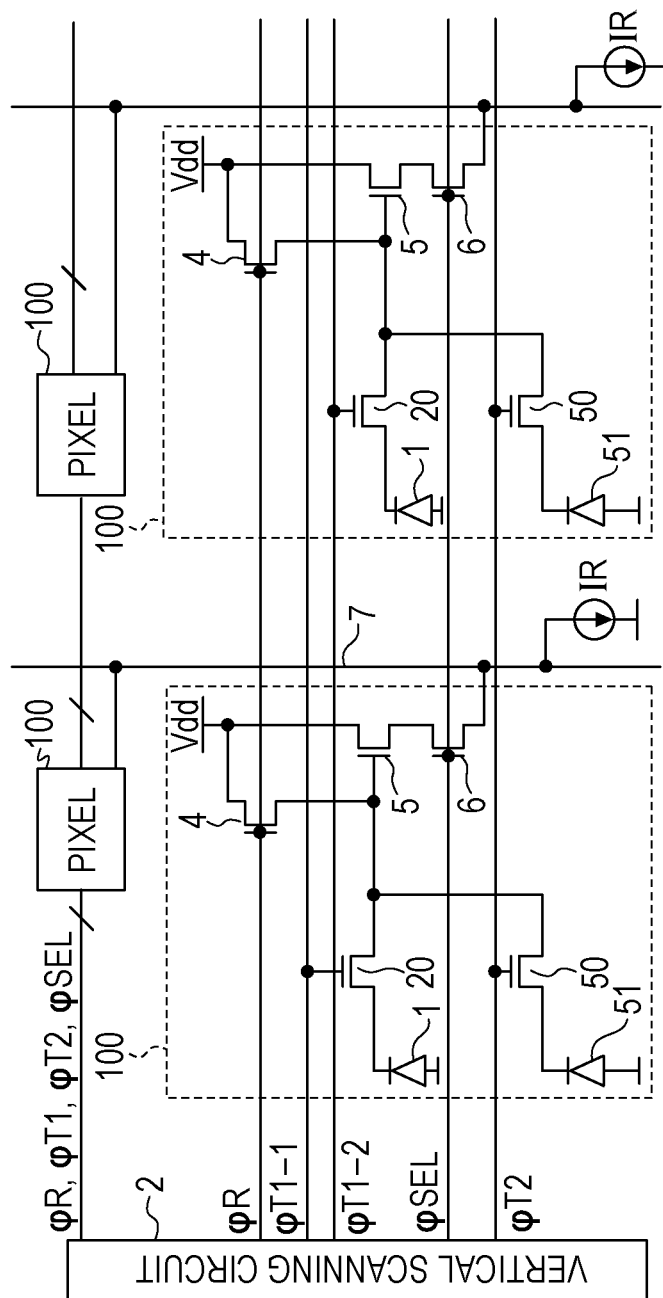 VERTICAL SCANNING CIRCUIT
2
φR, φT1, φT2, φSEL
100
PIXEL
100
PIXEL
φR
φT1-1
φT1-2
φSEL
φT2
100
Vdd
4
5
6
20
1
50
51
7
IR
100
Vdd
4
5
6
20
1
50
51
IR